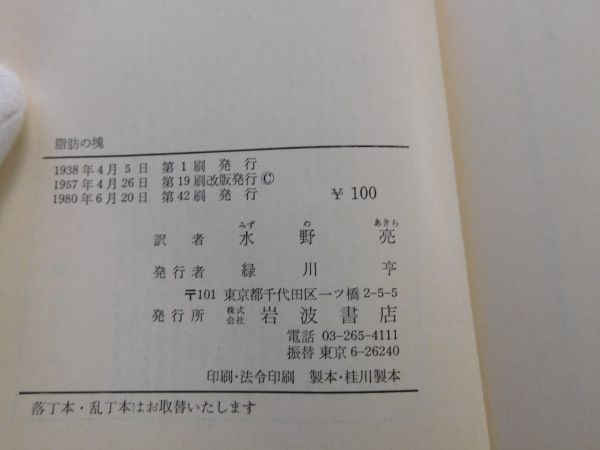 脂肪の塊
1938年4月5日 第1刷 発行
1957年4月26日 第19刷改版発行©
1980年6月20日 第42刷 発行 ￥100
みず の あきら
訳者 水野亮
発行者 緑川亨
〒101 東京都千代田区一ツ橋2-5-5
発行所 株式会社 岩波書店
電話 03-265-4111
振替 東京 6-26240
印刷・法令印刷 製本・桂川製本
落丁本・乱丁本はお取替いたします